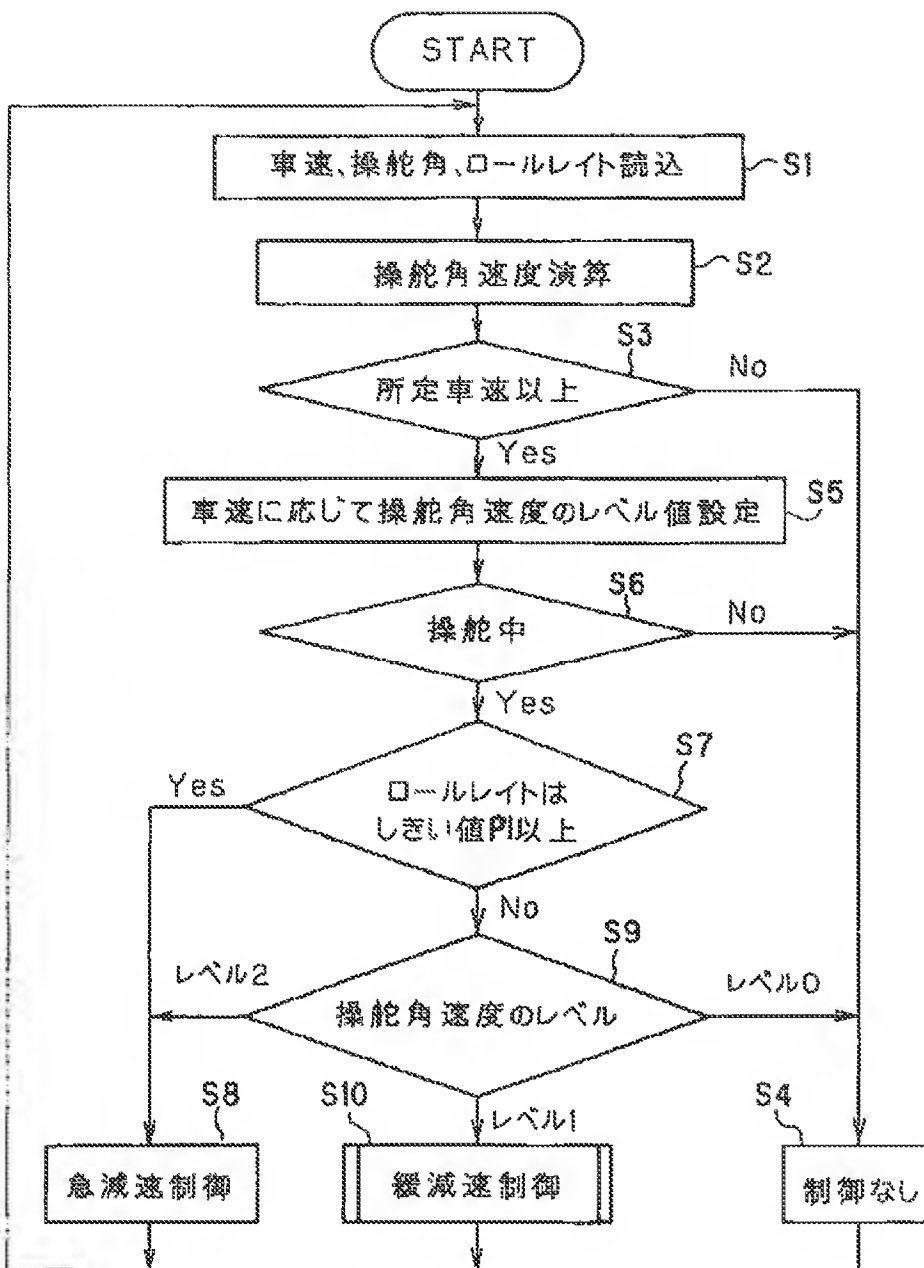 START
車速、操舵角、ロールレイト読込
S1
操舵角速度演算
S2
S3
所定車速以上
No
Yes
車速に応じて操舵角速度のレベル値設定
S5
S6
操舵中
No
Yes
S7
Yes
ロールレイトは
しきい値P1以上
No
S9
レベル2
操舵角速度のレベル
レベル0
S8
S10
レベル1
S4
急減速制御
緩減速制御
制御なし